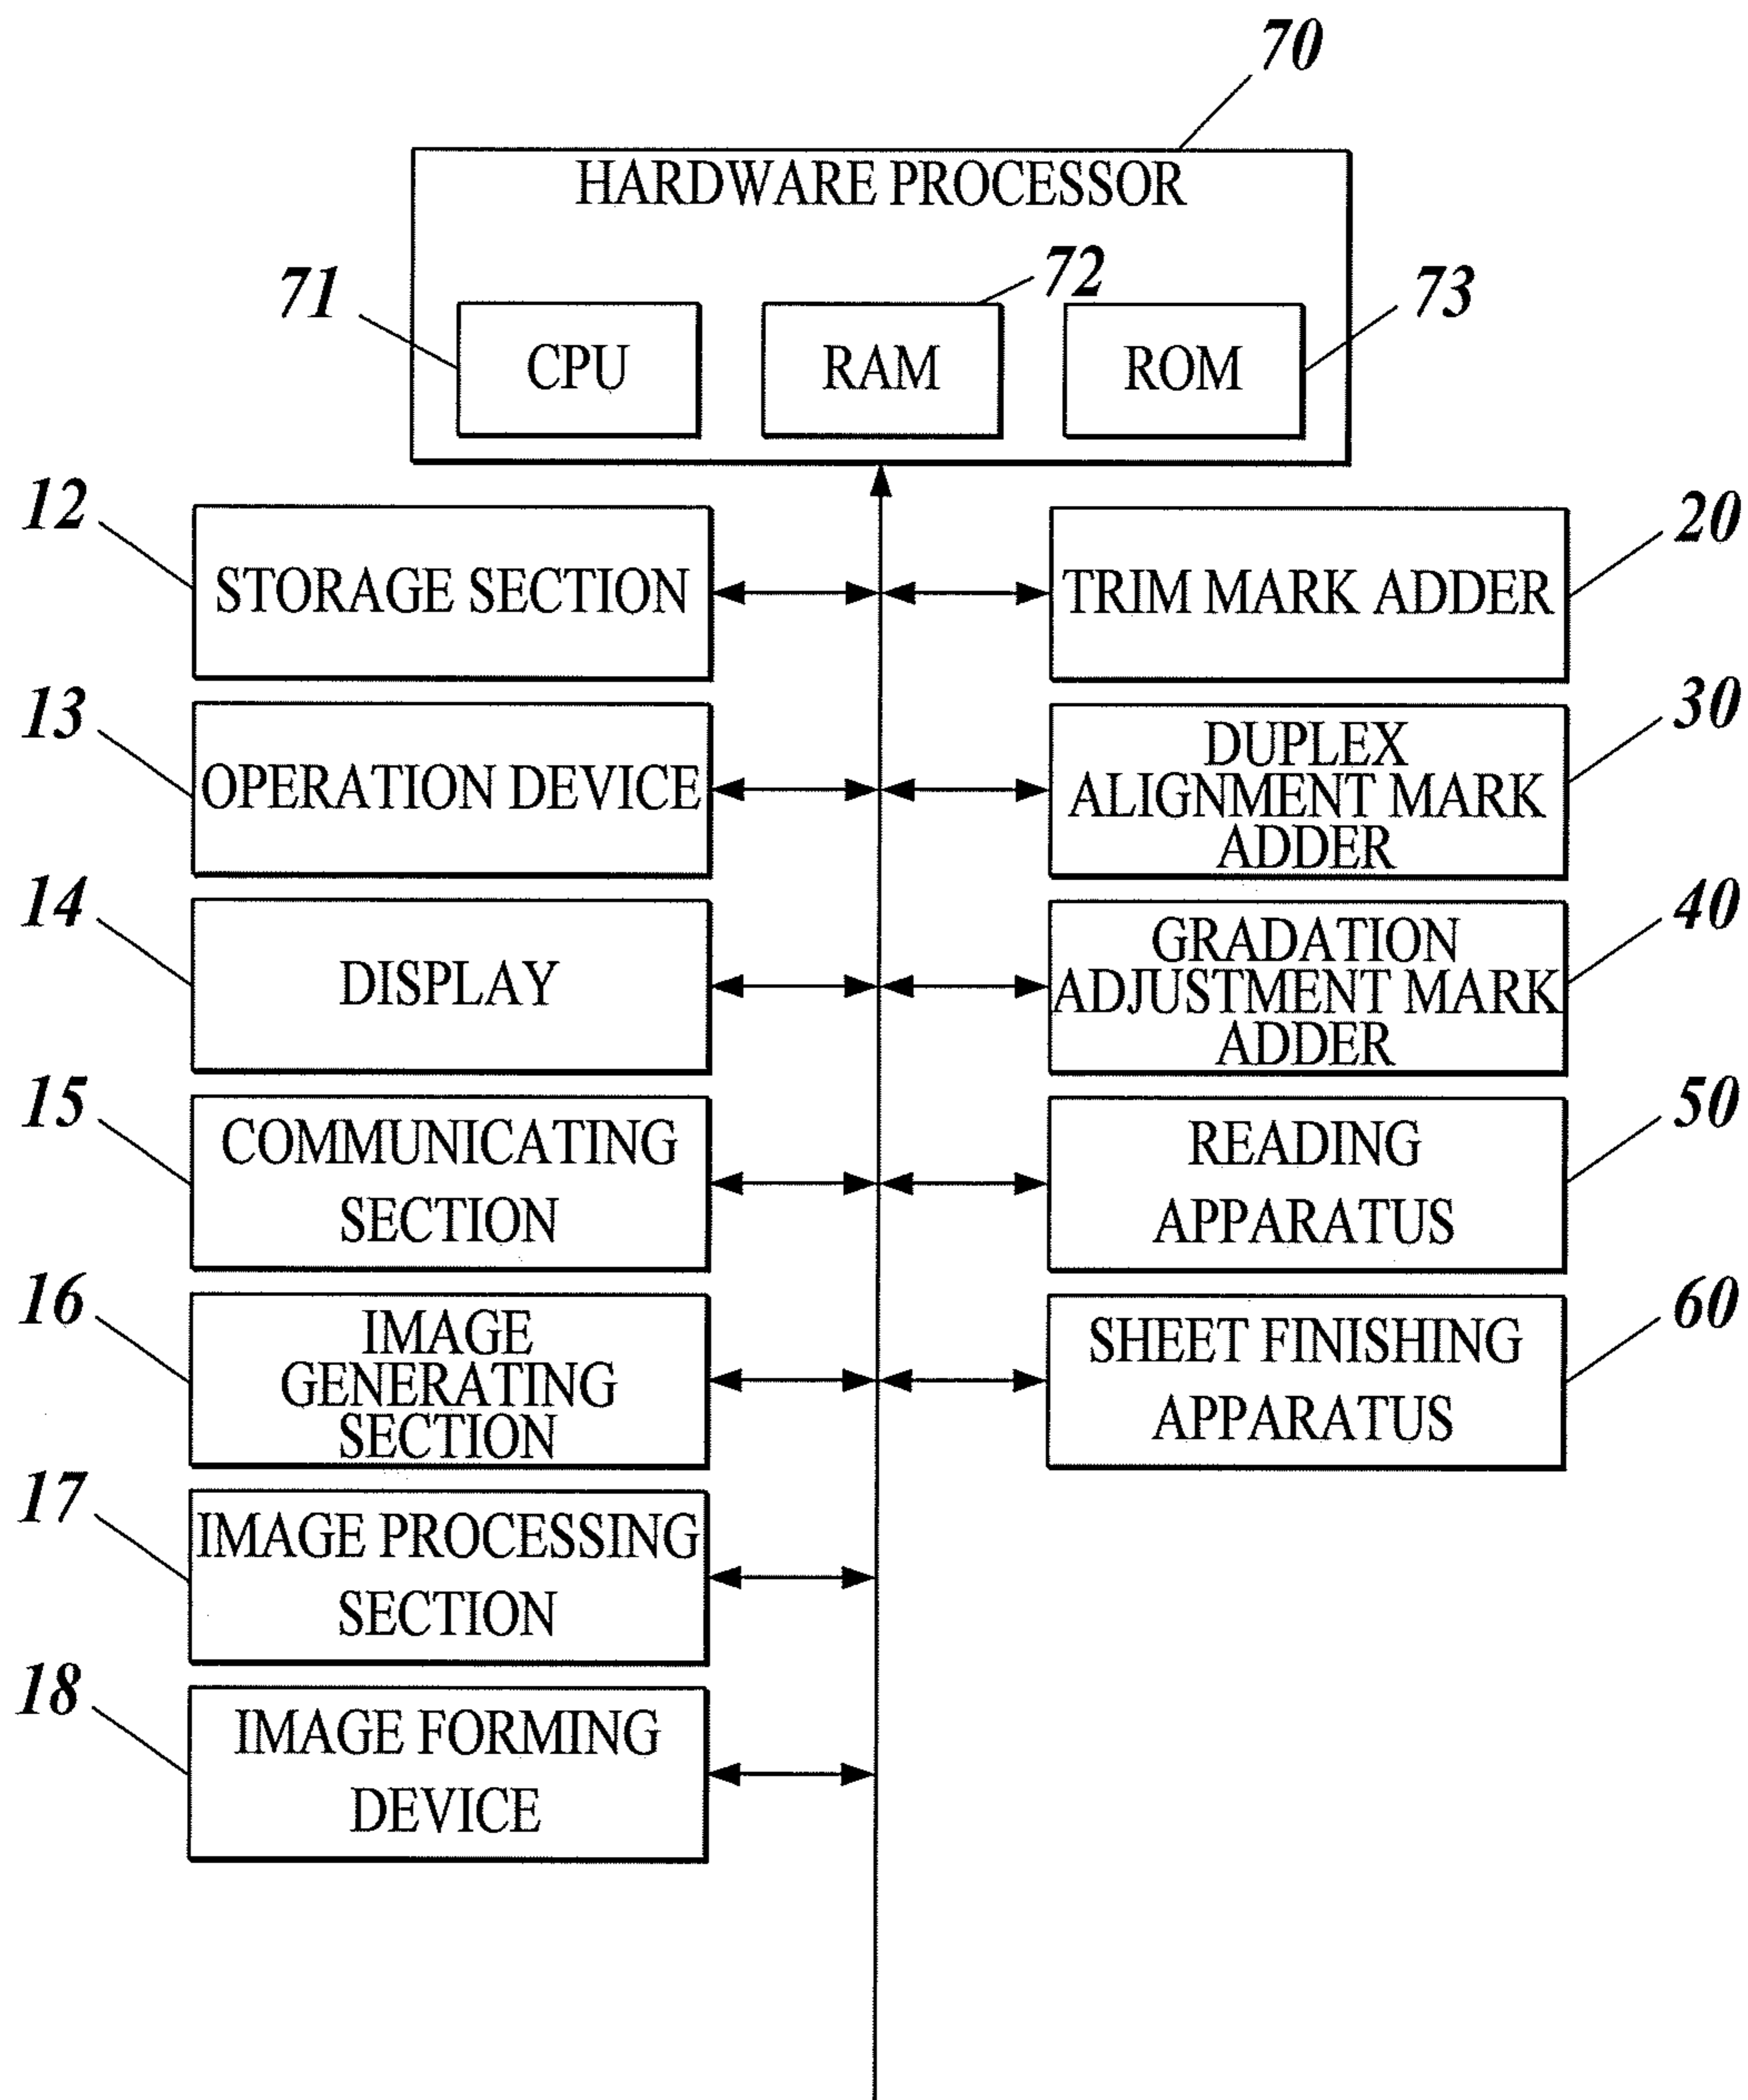 70
HARDWARE PROCESSOR
71
72
73
CPU
RAM
ROM
12
STORAGE SECTION
20
TRIM MARK ADDER
13
OPERATION DEVICE
30
DUPLEX
ALIGNMENT MARK
ADDER
14
DISPLAY
40
GRADATION
ADJUSTMENT MARK
ADDER
15
COMMUNICATING
SECTION
50
READING
APPARATUS
16
IMAGE
GENERATING
SECTION
60
SHEET FINISHING
APPARATUS
17
IMAGE PROCESSING
SECTION
18
IMAGE FORMING
DEVICE